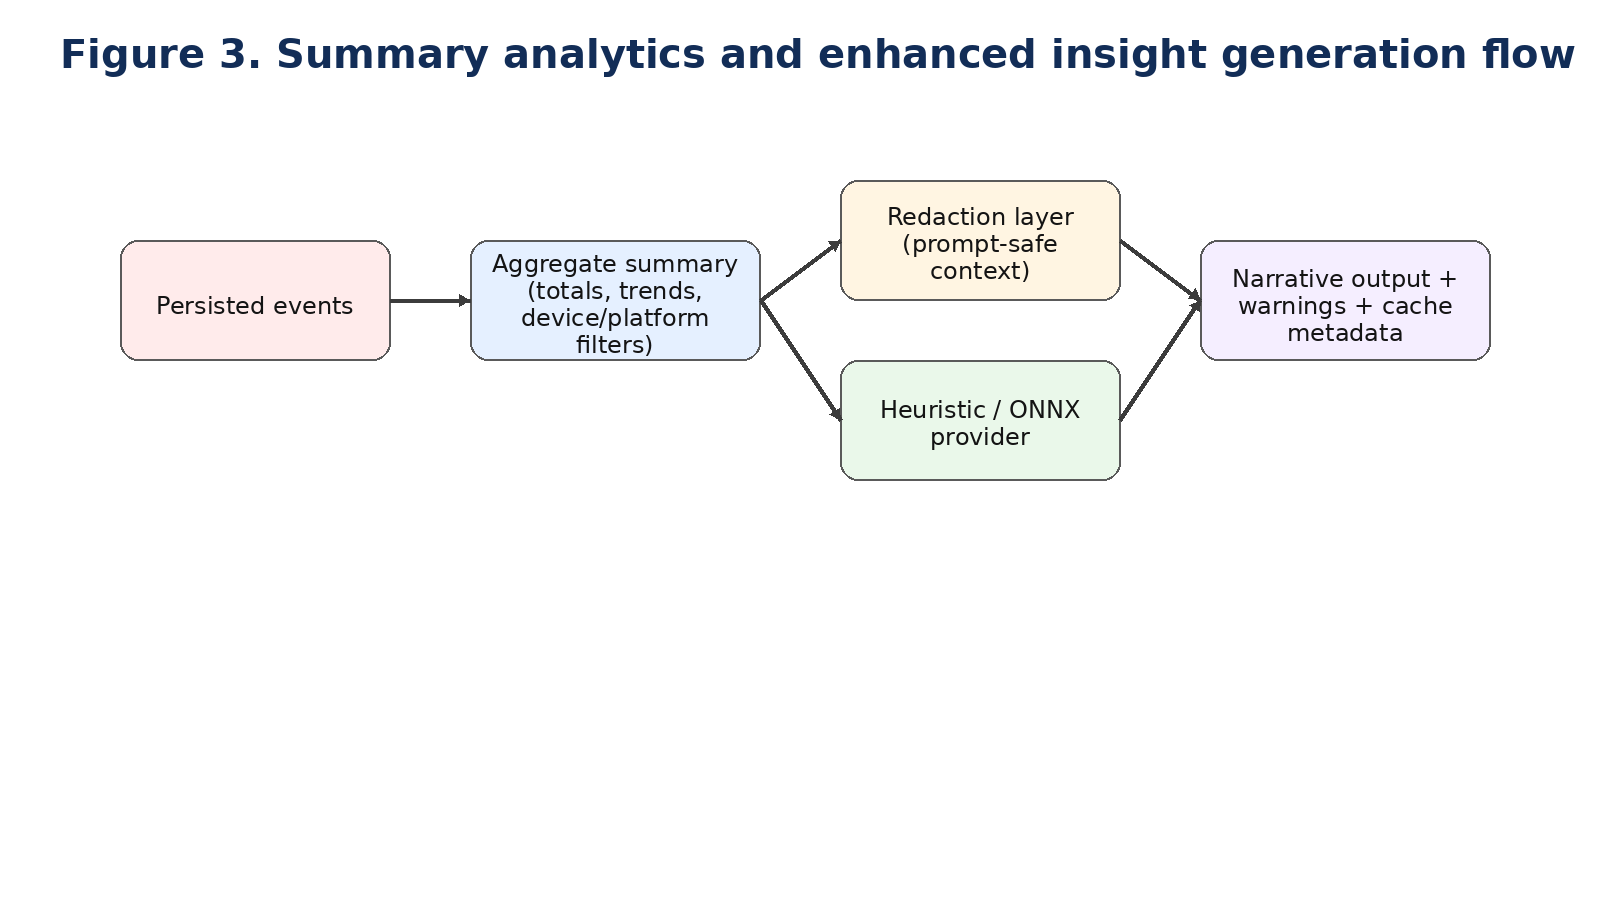 Figure 3. Summary analytics and enhanced insight generation flow
Persisted events
Aggregate summary
(totals, trends,
device/platform
filters)
Redaction layer
(prompt-safe
context)
Heuristic / ONNX
provider
Narrative output +
warnings + cache
metadata